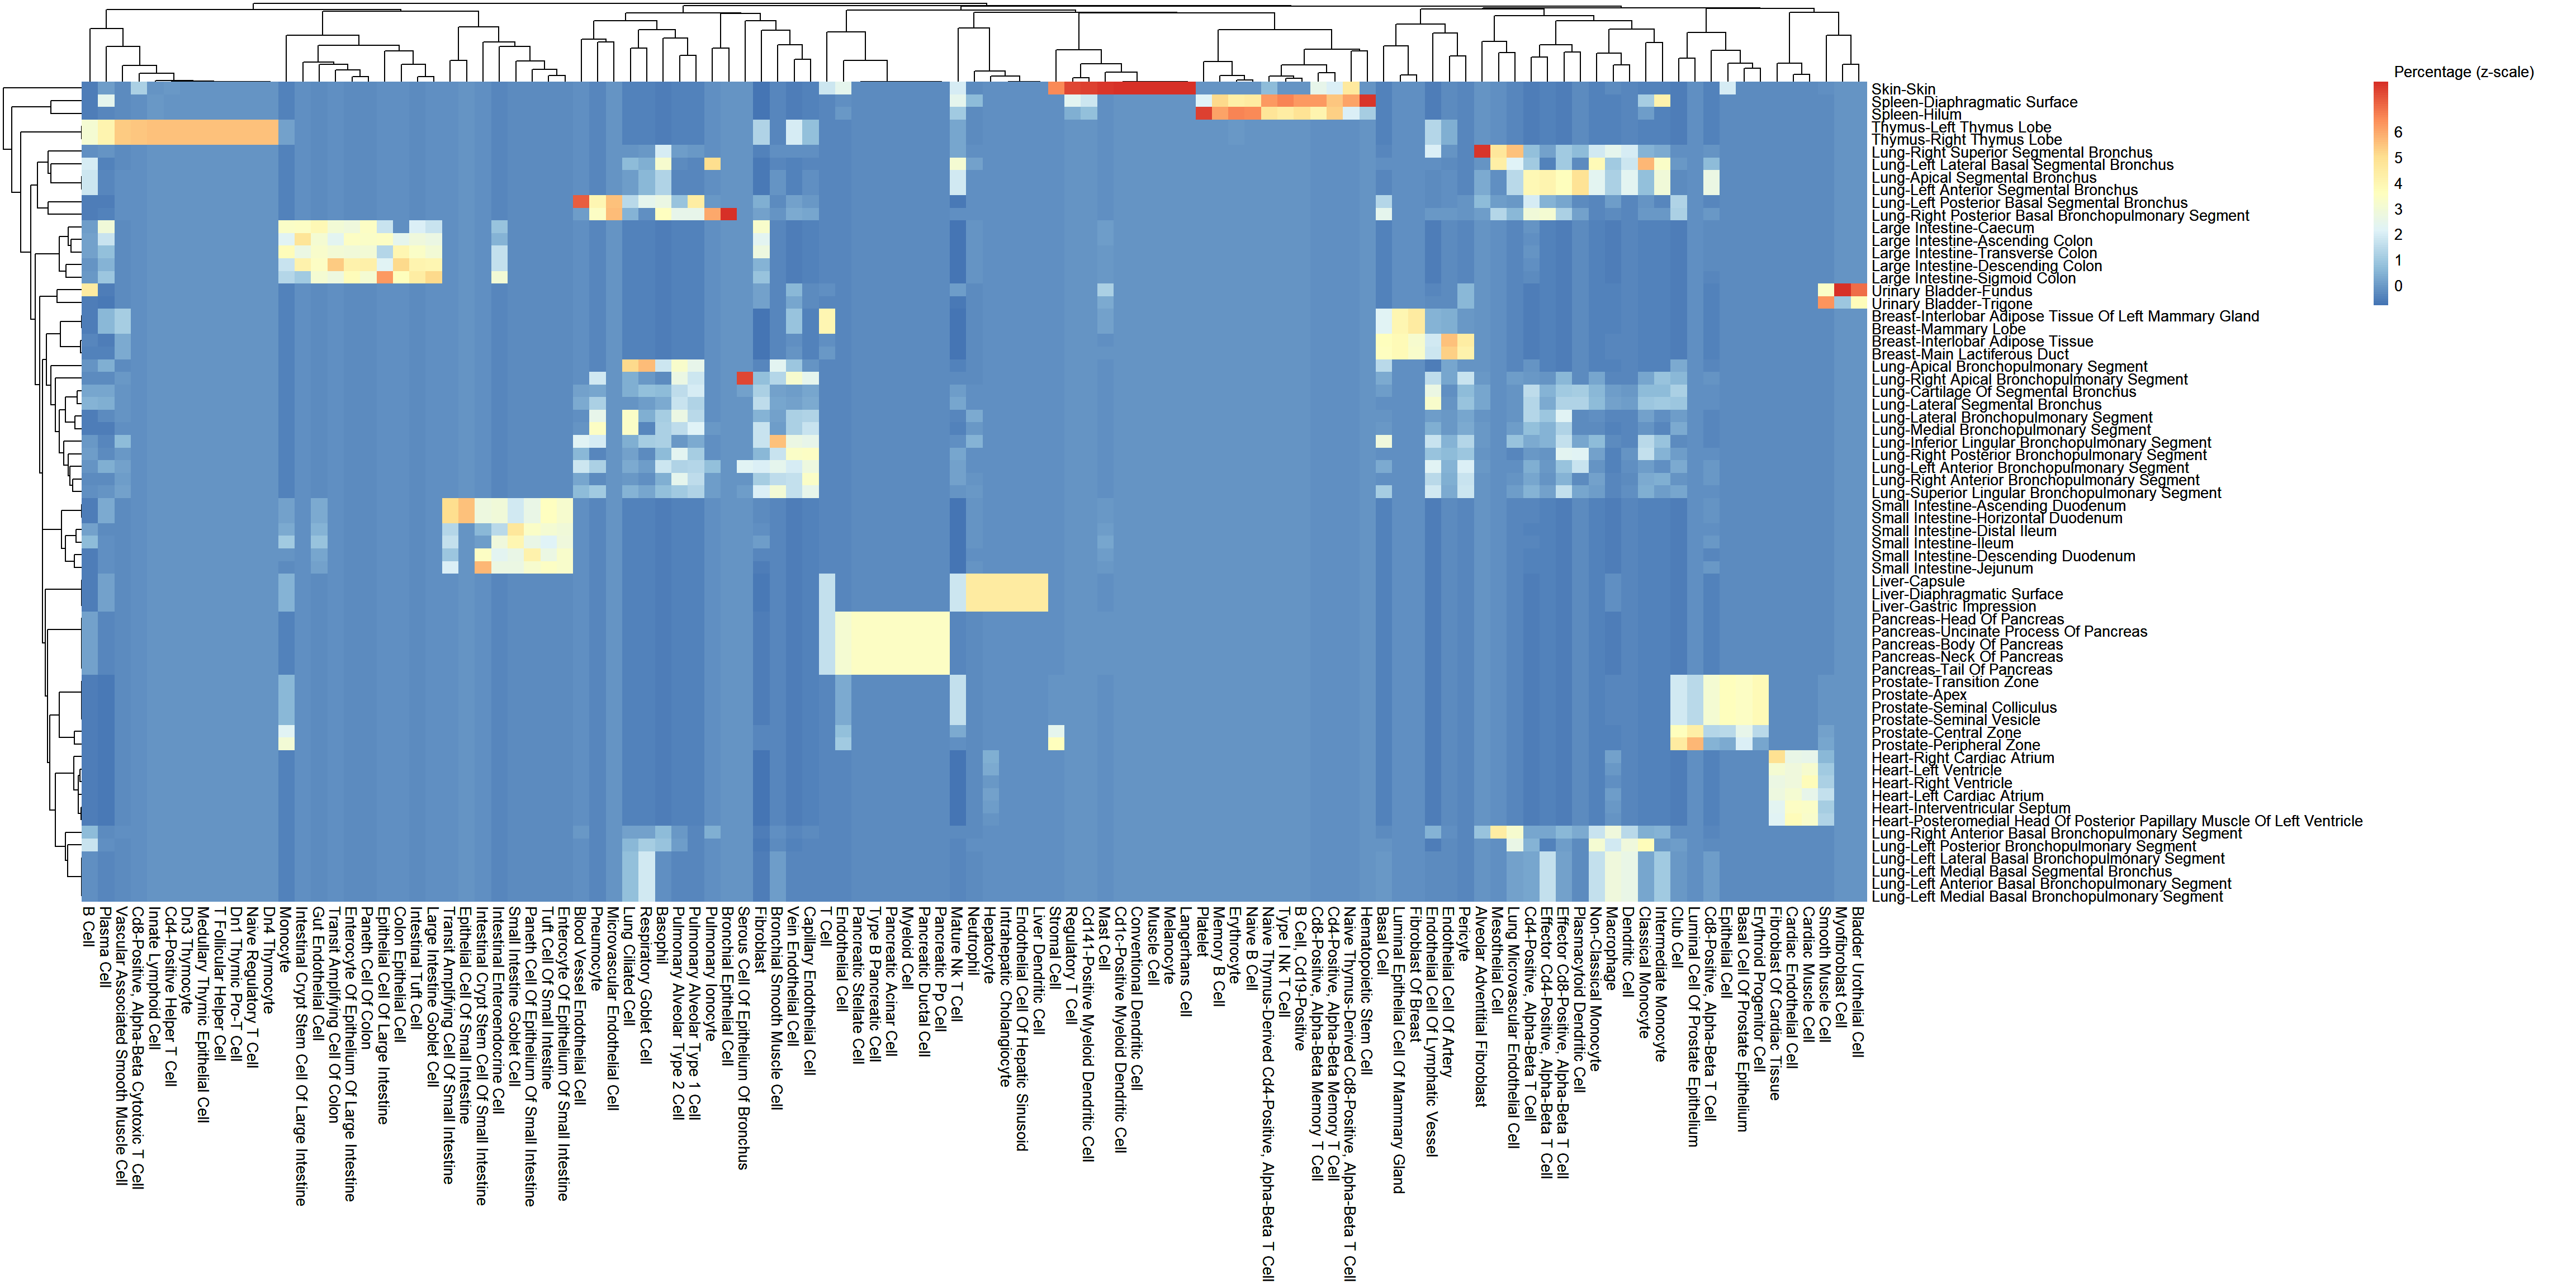 Percentage (z-scale)
6
5
4
3
2
1
0
Skin-Skin
Spleen-Diaphragmatic Surface
Spleen-Hilum
Thymus-Left Thymus Lobe
Thymus-Right Thymus Lobe
Lung-Right Superior Segmental Bronchus
Lung-Left Lateral Basal Segmental Bronchus
Lung-Apical Segmental Bronchus
Lung-Left Anterior Segmental Bronchus
Lung-Left Posterior Basal Segmental Bronchus
Lung-Right Posterior Basal Bronchopulmonary Segment
Large Intestine-Caecum
Large Intestine-Ascending Colon
Large Intestine-Transverse Colon
Large Intestine-Descending Colon
Large Intestine-Sigmoid Colon
Urinary Bladder-Fundus
Urinary Bladder-Trigone
Breast-Interlobar Adipose Tissue Of Left Mammary Gland
Breast-Mammary Lobe
Breast-Interlobar Adipose Tissue
Breast-Main Lactiferous Duct
Lung-Apical Bronchopulmonary Segment
Lung-Right Apical Bronchopulmonary Segment
Lung-Cartilage Of Segmental Bronchus
Lung-Lateral Segmental Bronchus
Lung-Lateral Bronchopulmonary Segment
Lung-Medial Bronchopulmonary Segment
Lung-Inferior Lingular Bronchopulmonary Segment
Lung-Right Posterior Bronchopulmonary Segment
Lung-Left Anterior Bronchopulmonary Segment
Lung-Right Anterior Bronchopulmonary Segment
Lung-Superior Lingular Bronchopulmonary Segment
Small Intestine-Ascending Duodenum
Small Intestine-Horizontal Duodenum
Small Intestine-Distal Ileum
Small Intestine-Ileum
Small Intestine-Descending Duodenum
Small Intestine-Jejunum
Liver-Capsule
Liver-Diaphragmatic Surface
Liver-Gastric Impression
Pancreas-Head Of Pancreas
Pancreas-Uncinate Process Of Pancreas
Pancreas-Body Of Pancreas
Pancreas-Neck Of Pancreas
Pancreas-Tail Of Pancreas
Prostate-Transition Zone
Prostate-Apex
Prostate-Seminal Colliculus
Prostate-Seminal Vesicle
Prostate-Central Zone
Prostate-Peripheral Zone
Heart-Right Cardiac Atrium
Heart-Left Ventricle
Heart-Right Ventricle
Heart-Left Cardiac Atrium
Heart-Interventricular Septum
Heart-Posteromedial Head Of Posterior Papillary Muscle Of Left Ventricle
Lung-Right Anterior Basal Bronchopulmonary Segment
Lung-Left Posterior Bronchopulmonary Segment
Lung-Left Lateral Basal Bronchopulmonary Segment
Lung-Left Medial Basal Segmental Bronchus
Lung-Left Anterior Basal Bronchopulmonary Segment
Lung-Left Medial Basal Bronchopulmonary Segment
B Cell
Plasma Cell
Vascular Associated Smooth Muscle Cell
Cd8-Positive, Alpha-Beta Cytotoxic T Cell
Innate Lymphoid Cell
Cd4-Positive Helper T Cell
Dn3 Thymocyte
Medullary Thymic Epithelial Cell
T Follicular Helper Cell
Dn1 Thymic Pro-T Cell
Naive Regulatory T Cell
Dn4 Thymocyte
Monocyte
Intestinal Crypt Stem Cell Of Large Intestine
Gut Endothelial Cell
Transit Amplifying Cell Of Colon
Enterocyte Of Epithelium Of Large Intestine
Paneth Cell Of Colon
Epithelial Cell Of Large Intestine
Colon Epithelial Cell
Intestinal Tuft Cell
Large Intestine Goblet Cell
Transit Amplifying Cell Of Small Intestine
Epithelial Cell Of Small Intestine
Intestinal Crypt Stem Cell Of Small Intestine
Intestinal Enteroendocrine Cell
Small Intestine Goblet Cell
Paneth Cell Of Epithelium Of Small Intestine
Tuft Cell Of Small Intestine
Enterocyte Of Epithelium Of Small Intestine
Blood Vessel Endothelial Cell
Pneumocyte
Microvascular Endothelial Cell
Lung Ciliated Cell
Respiratory Goblet Cell
Basophil
Pulmonary Alveolar Type 2 Cell
Pulmonary Alveolar Type 1 Cell
Pulmonary Ionocyte
Bronchial Epithelial Cell
Serous Cell Of Epithelium Of Bronchus
Fibroblast
Bronchial Smooth Muscle Cell
Vein Endothelial Cell
Capillary Endothelial Cell
T Cell
Endothelial Cell
Pancreatic Stellate Cell
Type B Pancreatic Cell
Pancreatic Acinar Cell
Myeloid Cell
Pancreatic Ductal Cell
Pancreatic Pp Cell
Mature Nk T Cell
Neutrophil
Hepatocyte
Intrahepatic Cholangiocyte
Endothelial Cell Of Hepatic Sinusoid
Liver Dendritic Cell
Stromal Cell
Regulatory T Cell
Cd141-Positive Myeloid Dendritic Cell
Mast Cell
Cd1c-Positive Myeloid Dendritic Cell
Conventional Dendritic Cell
Muscle Cell
Melanocyte
Langerhans Cell
Platelet
Memory B Cell
Erythrocyte
Naive B Cell
Naive Thymus-Derived Cd4-Positive, Alpha-Beta T Cell
Type I Nk T Cell
B Cell, Cd19-Positive
Cd8-Positive, Alpha-Beta Memory T Cell
Cd4-Positive, Alpha-Beta Memory T Cell
Naive Thymus-Derived Cd8-Positive, Alpha-Beta T Cell
Hematopoietic Stem Cell
Basal Cell
Luminal Epithelial Cell Of Mammary Gland
Fibroblast Of Breast
Endothelial Cell Of Lymphatic Vessel
Endothelial Cell Of Artery
Pericyte
Alveolar Adventitial Fibroblast
Mesothelial Cell
Lung Microvascular Endothelial Cell
Cd4-Positive, Alpha-Beta T Cell
Effector Cd4-Positive, Alpha-Beta T Cell
Effector Cd8-Positive, Alpha-Beta T Cell
Plasmacytoid Dendritic Cell
Non-Classical Monocyte
Macrophage
Dendritic Cell
Classical Monocyte
Intermediate Monocyte
Club Cell
Luminal Cell Of Prostate Epithelium
Cd8-Positive, Alpha-Beta T Cell
Epithelial Cell
Basal Cell Of Prostate Epithelium
Erythroid Progenitor Cell
Fibroblast Of Cardiac Tissue
Cardiac Endothelial Cell
Cardiac Muscle Cell
Smooth Muscle Cell
Myofibroblast Cell
Bladder Urothelial Cell